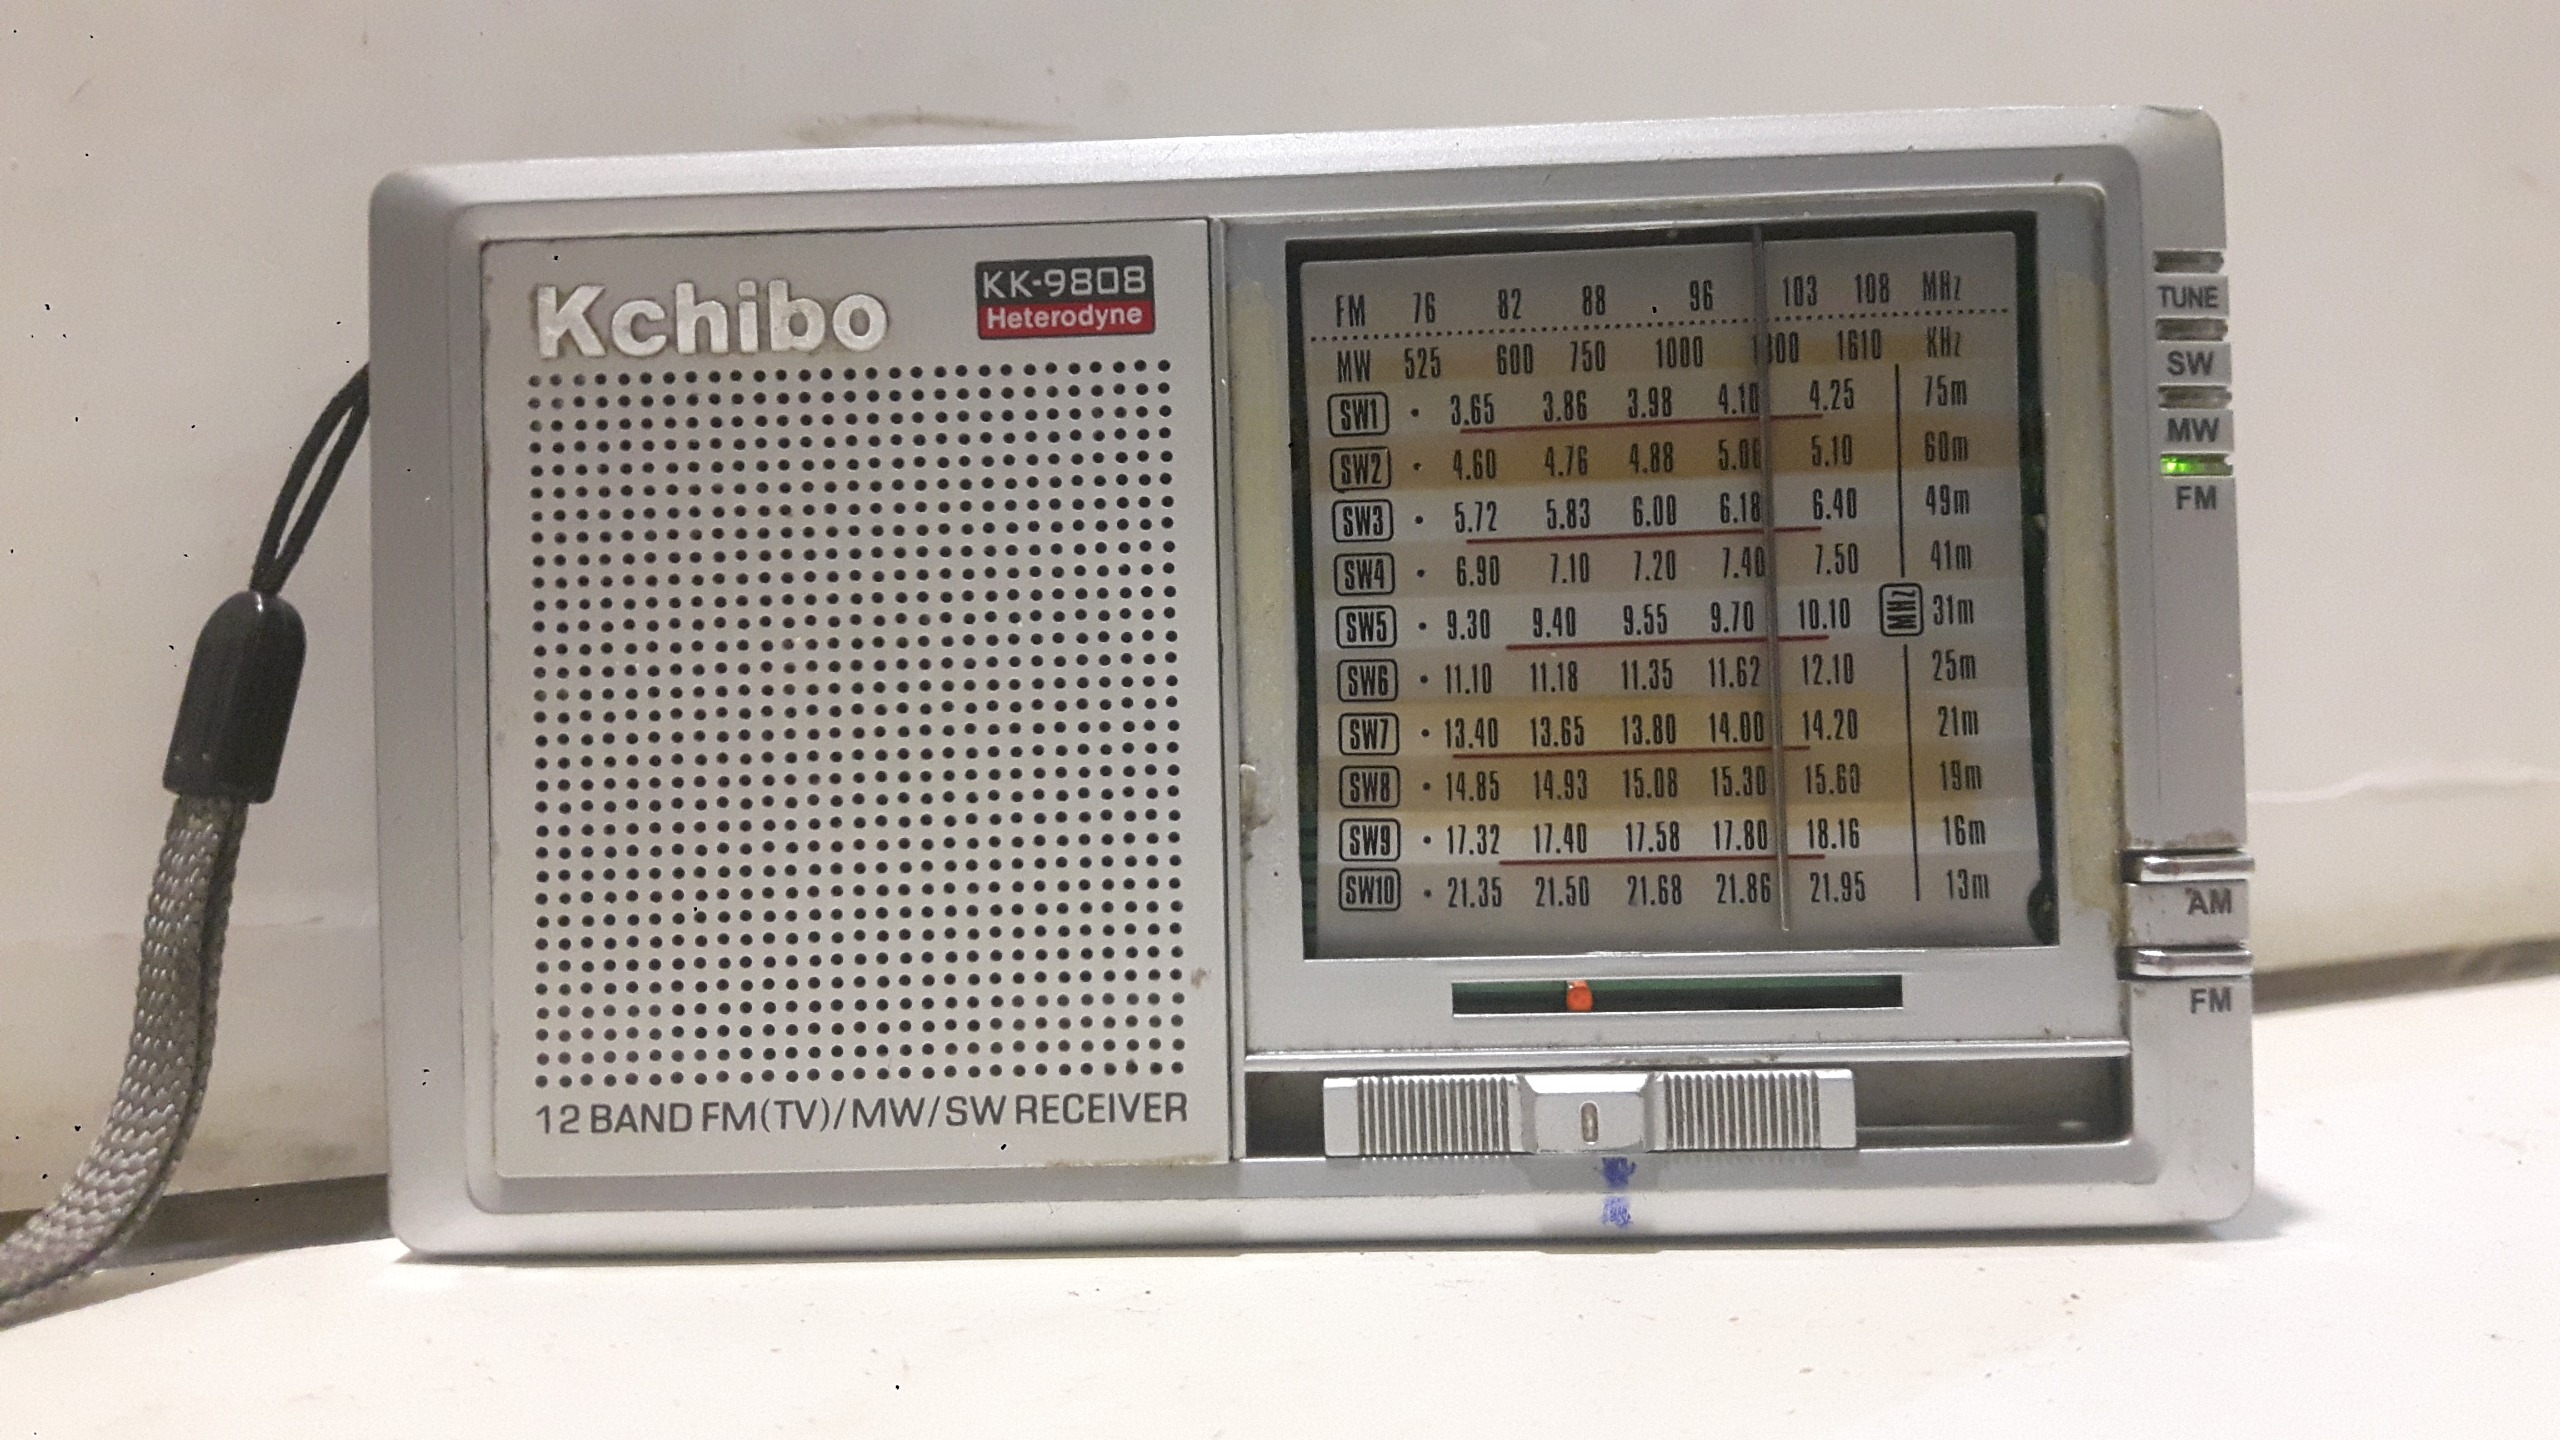 Kchibo
KK-9808
Heterodyne
12 BAND FM(TV)/MW/SW RECEIVER
FM 76 82 88 . 96 103 108 MHz
MW 525 600 750 1000 1610 KHz
SW1 · 3.65 3.86 3.98 4.10 4.25 75m
SW2 · 4.60 4.76 4.88 5.06 5.10 60m
SW3 · 5.72 5.83 6.00 6.18 6.40 49m
SW4 · 6.90 7.10 7.20 7.40 7.50 41m
SW5 · 9.30 9.40 9.55 9.70 10.10 31m
MHz
SW6 · 11.10 11.18 11.35 11.62 12.10 25m
SW7 · 13.40 13.65 13.80 14.00 14.20 21m
SW8 · 14.85 14.93 15.08 15.30 15.60 19m
SW9 · 17.32 17.40 17.58 17.80 18.16 16m
SW10 · 21.35 21.50 21.68 21.86 21.95 13m
TUNE
SW
MW
FM
AM
FM